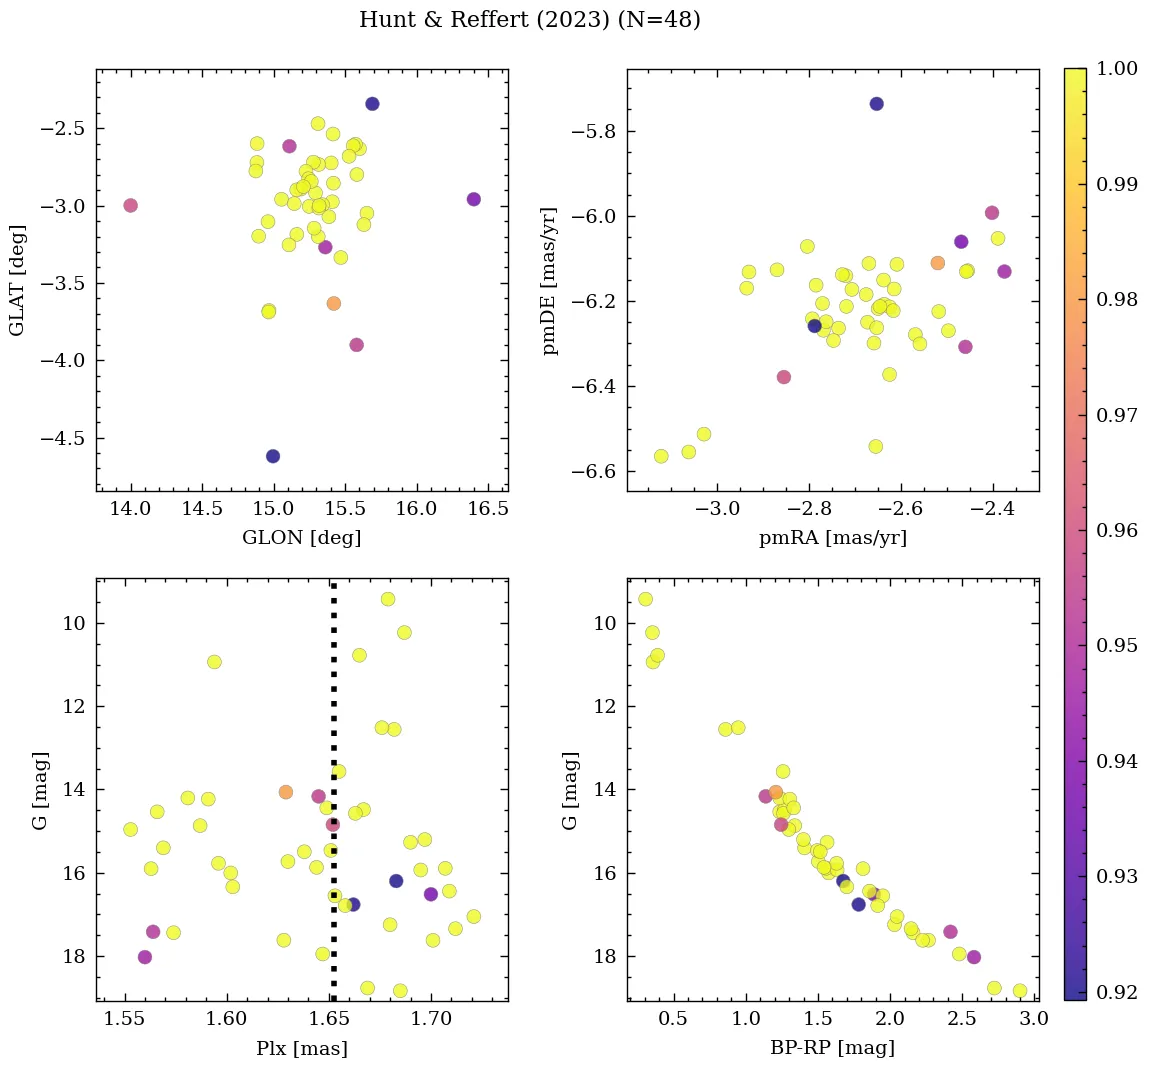 Hunt & Reffert (2023) (N=48)
−2.5
−3.0
−3.5
−4.0
−4.5
GLAT [deg]
14.0 14.5 15.0 15.5 16.0 16.5
GLON [deg]
−5.8
−6.0
−6.2
−6.4
−6.6
pmDE [mas/yr]
−3.0 −2.8 −2.6 −2.4
pmRA [mas/yr]
10
12
14
16
18
G [mag]
1.55 1.60 1.65 1.70
Plx [mas]
10
12
14
16
18
G [mag]
0.5 1.0 1.5 2.0 2.5 3.0
BP-RP [mag]
1.00
0.99
0.98
0.97
0.96
0.95
0.94
0.93
0.92